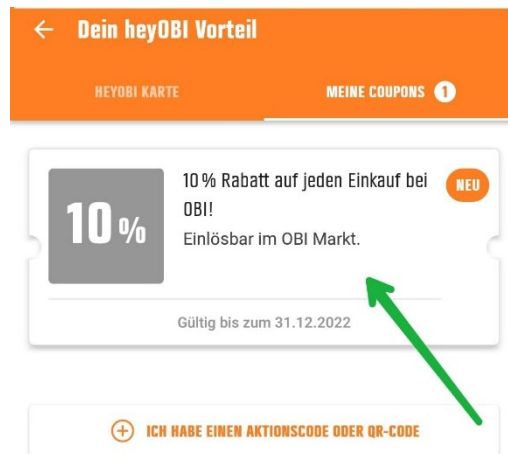 Dein heyOBI Vorteil
HEYOBI KARTE
MEINE COUPONS 1
10 % Rabatt auf jeden Einkauf bei
NEU
10 %
OBI!
Einlösbar im OBI Markt.
Gültig bis zum 31.12.2022
ICH HABE EINEN AKTIONSCODE ODER QR-CODE